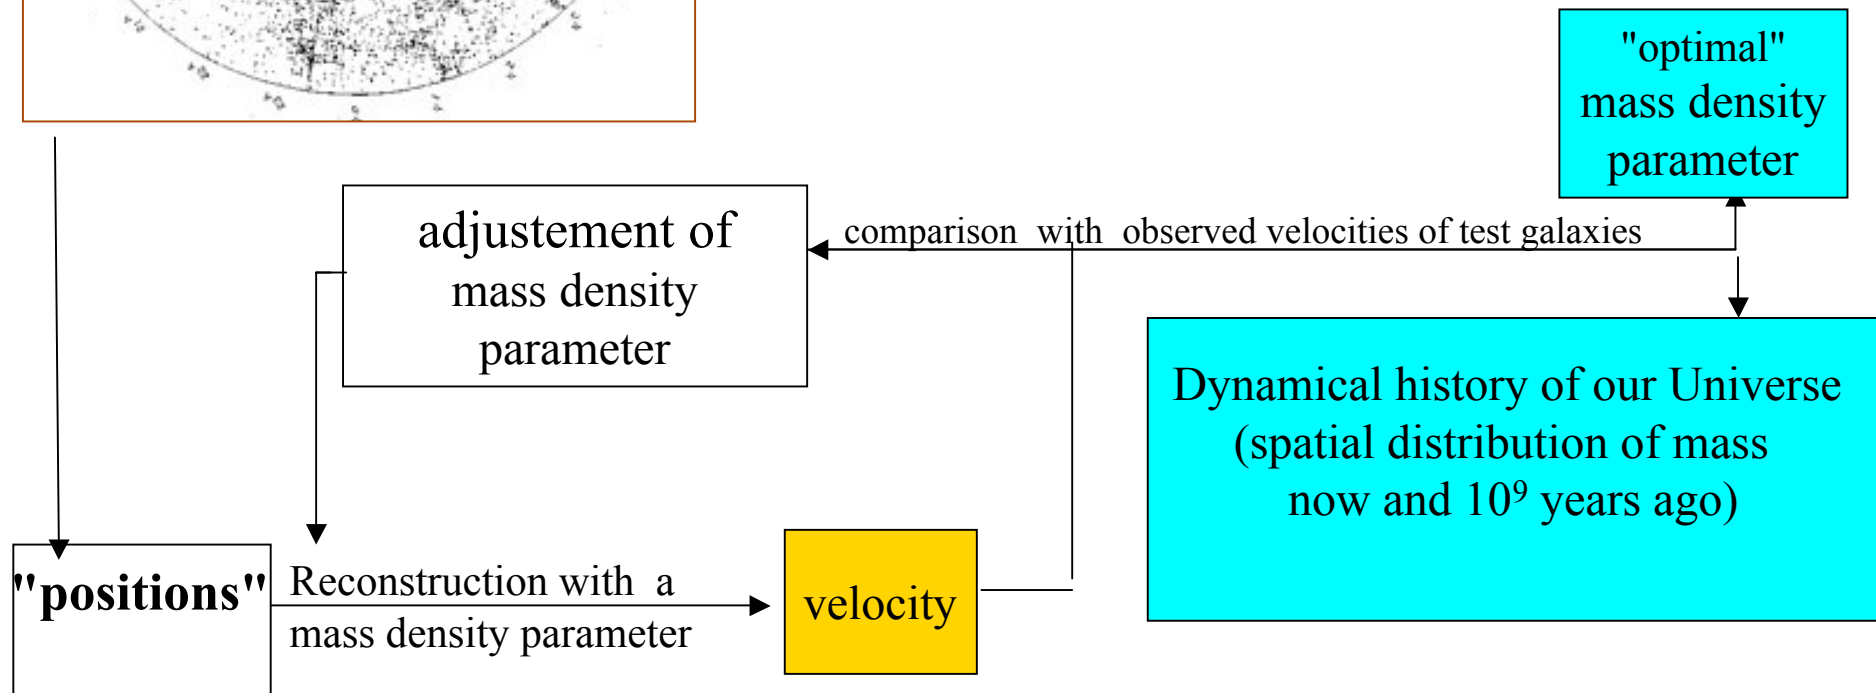 "optimal"
mass density
parameter
adjustement of
mass density
parameter
comparison with observed velocities of test galaxies
Dynamical history of our Universe
(spatial distribution of mass
now and 10⁹ years ago)
"positions"
Reconstruction with a
mass density parameter
velocity